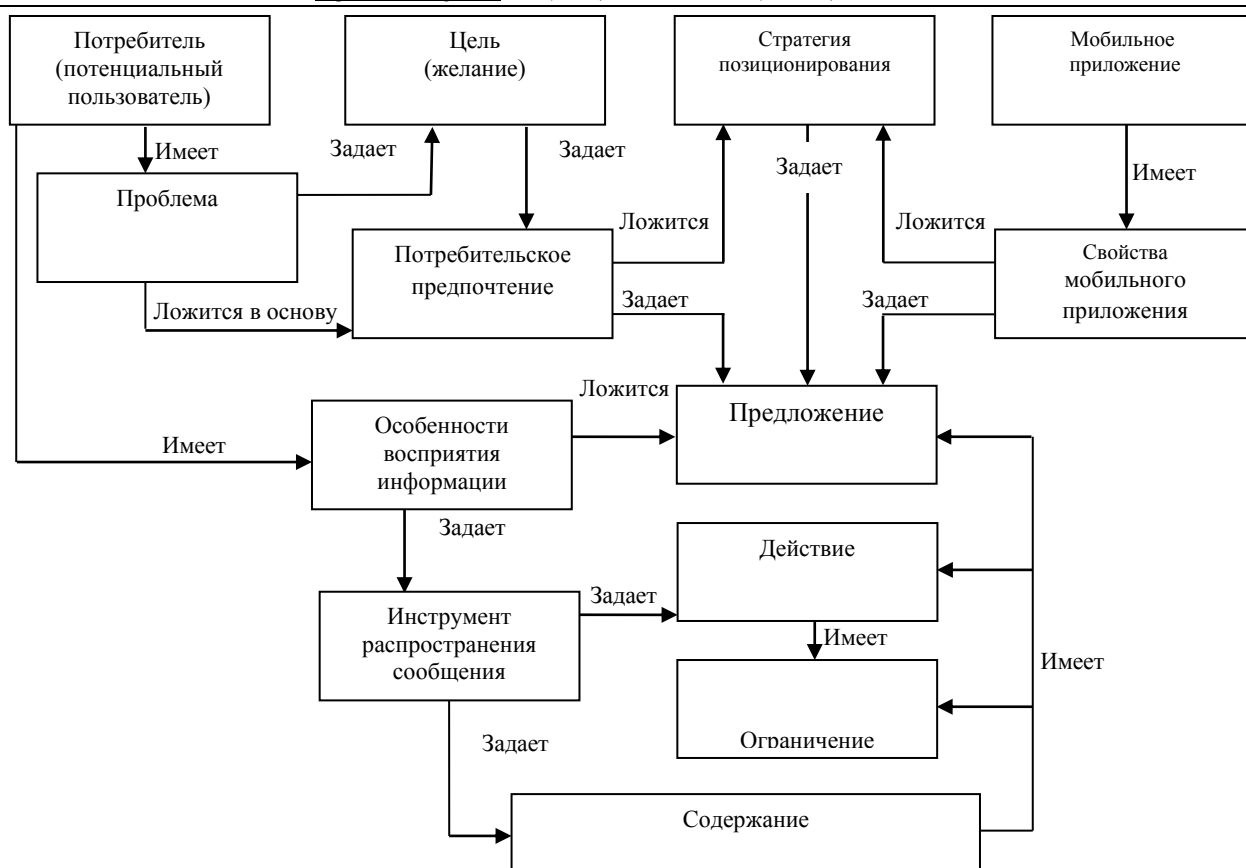 Потребитель
(потенциальный
пользователь)
Цель
(желание)
Стратегия
позиционирования
Мобильное
приложение
Имеет
Задает
Задает
Задает
Имеет
Проблема
Ложится
Ложится
Потребительское
предпочтение
Свойства
мобильного
приложения
Ложится в основу
Задает
Задает
Ложится
Предложение
Особенности
восприятия
информации
Имеет
Задает
Действие
Задает
Инструмент
распространения
сообщения
Имеет
Имеет
Ограничение
Задает
Содержание